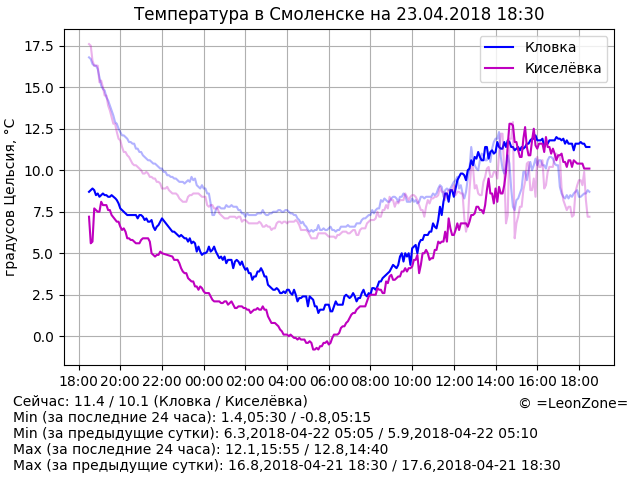 Температура в Смоленске на 23.04.2018 18:30
Кловка
Киселёвка
градусов Цельсия, °C
17.5
15.0
12.5
10.0
7.5
5.0
2.5
0.0
18:00 20:00 22:00 00:00 02:00 04:00 06:00 08:00 10:00 12:00 14:00 16:00 18:00
Сейчас: 11.4 / 10.1 (Кловка / Киселёвка)
© =LeonZone=
Min (за последние 24 часа): 1.4,05:30 / -0.8,05:15
Min (за предыдущие сутки): 6.3,2018-04-22 05:05 / 5.9,2018-04-22 05:10
Max (за последние 24 часа): 12.1,15:55 / 12.8,14:40
Max (за предыдущие сутки): 16.8,2018-04-21 18:30 / 17.6,2018-04-21 18:30